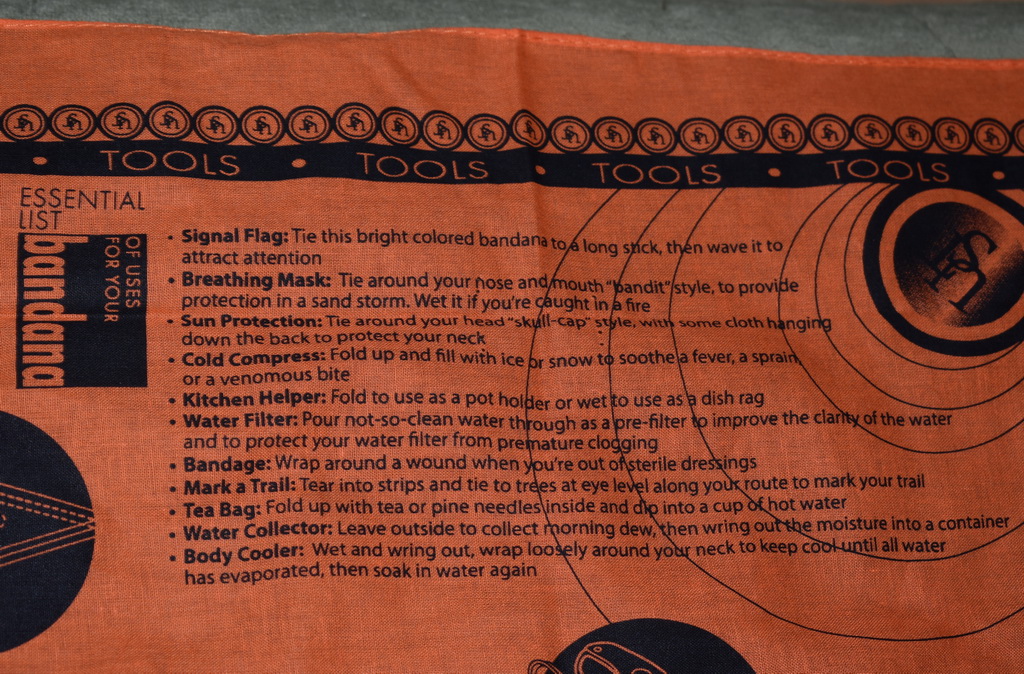 TOOLS • TOOLS • TOOLS • TOOLS
ESSENTIAL
LIST
OF USES
FOR YOUR
bandana
• Signal Flag: Tie this bright colored bandana to a long stick, then wave it to
attract attention
• Breathing Mask: Tie around your nose and mouth "bandit" style, to provide
protection in a sand storm. Wet it if you're caught in a fire
• Sun Protection: Tie around your head "skull-cap" style, with some cloth hanging
down the back to protect your neck
• Cold Compress: Fold up and fill with ice or snow to soothe a fever, a sprain,
or a venomous bite
• Kitchen Helper: Fold to use as a pot holder or wet to use as a dish rag
• Water Filter: Pour not-so-clean water through as a pre-filter to improve the clarity of the water
and to protect your water filter from premature clogging
• Bandage: Wrap around a wound when you're out of sterile dressings
• Mark a Trail: Tear into strips and tie to trees at eye level along your route to mark your trail
• Tea Bag: Fold up with tea or pine needles inside and dip into a cup of hot water
• Water Collector: Leave outside to collect morning dew, then wring out the moisture into a container
• Body Cooler: Wet and wring out, wrap loosely around your neck to keep cool until all water
has evaporated, then soak in water again